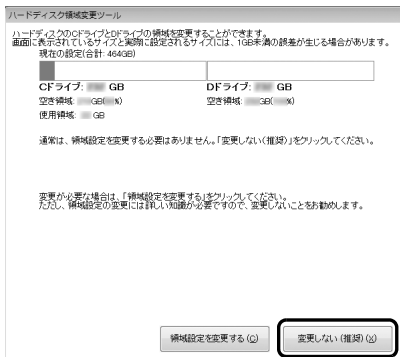 ハードディスク領域変更ツール
ハードディスクのCドライブとDドライブの領域を変更することができます。
画面に表示されているサイズと実際に設定されるサイズには、1GB未満の誤差が生じる場合があります。
現在の設定(合計: 464GB)
Cドライブ: GB Dドライブ: GB
空き領域: GB( %) 空き領域: GB( %)
使用領域: GB
通常は、領域設定を変更する必要はありません。「変更しない(推奨)」をクリックしてください。
変更が必要な場合は、「領域設定を変更する」をクリックしてください。
ただし、領域設定の変更には詳しい知識が必要ですので、変更しないことをお勧めします。
領域設定を変更する(C) 変更しない(推奨)(X)